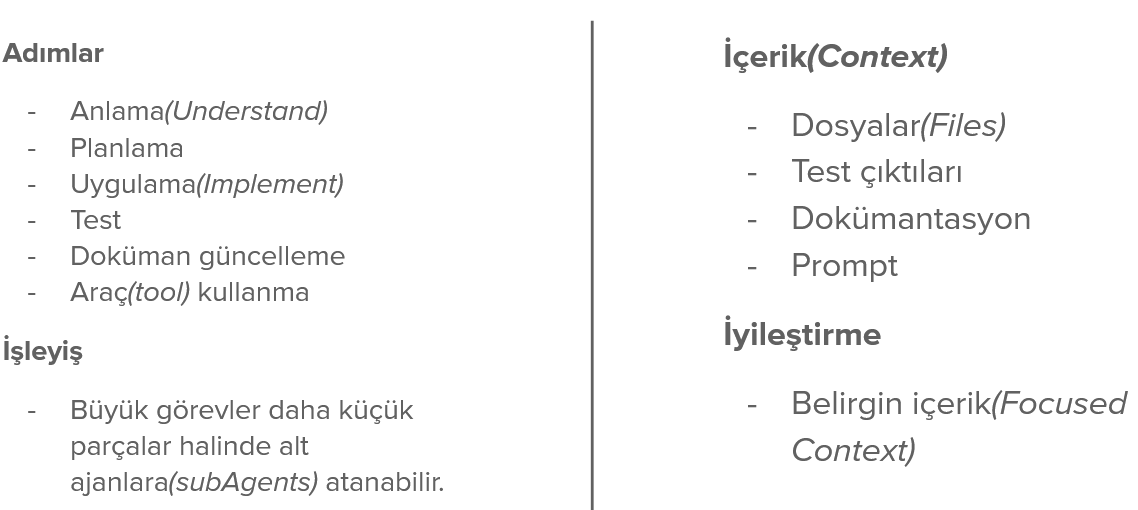 Adımlar
- Anlama(Understand)
- Planlama
- Uygulama(Implement)
- Test
- Doküman güncelleme
- Araç(tool) kullanma
İşleyiş
- Büyük görevler daha küçük
parçalar halinde alt
ajanlara(subAgents) atanabilir.
İçerik(Context)
- Dosyalar(Files)
- Test çıktıları
- Dokümantasyon
- Prompt
İyileştirme
- Belirgin içerik(Focused
Context)